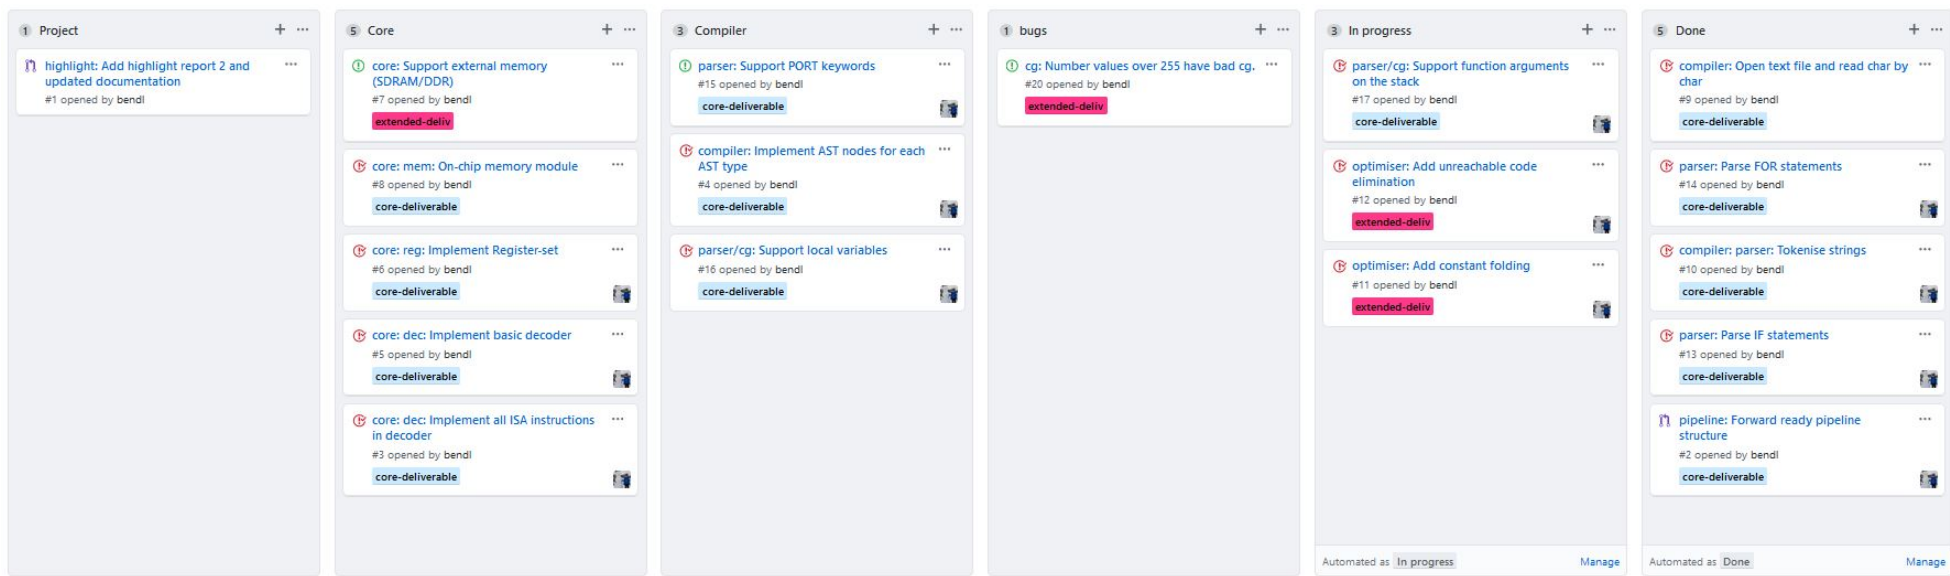 1 Project
highlight: Add highlight report 2 and
updated documentation
#1 opened by bendl
5 Core
core: Support external memory
(SDRAM/DDR)
#7 opened by bendl
extended-deliv
core: mem: On-chip memory module
#8 opened by bendl
core-deliverable
core: reg: Implement Register-set
#6 opened by bendl
core-deliverable
core: dec: Implement basic decoder
#5 opened by bendl
core-deliverable
core: dec: Implement all ISA instructions
in decoder
#3 opened by bendl
core-deliverable
3 Compiler
parser: Support PORT keywords
#15 opened by bendl
core-deliverable
compiler: Implement AST nodes for each
AST type
#4 opened by bendl
core-deliverable
parser/cg: Support local variables
#16 opened by bendl
core-deliverable
1 bugs
cg: Number values over 255 have bad cg.
#20 opened by bendl
extended-deliv
3 In progress
parser/cg: Support function arguments
on the stack
#17 opened by bendl
core-deliverable
optimiser: Add unreachable code
elimination
#12 opened by bendl
extended-deliv
optimiser: Add constant folding
#11 opened by bendl
extended-deliv
Automated as In progress Manage
5 Done
compiler: Open text file and read char by
char
#9 opened by bendl
core-deliverable
parser: Parse FOR statements
#14 opened by bendl
core-deliverable
compiler: parser: Tokenise strings
#10 opened by bendl
core-deliverable
parser: Parse IF statements
#13 opened by bendl
core-deliverable
pipeline: Forward ready pipeline
structure
#2 opened by bendl
core-deliverable
Automated as Done Manage